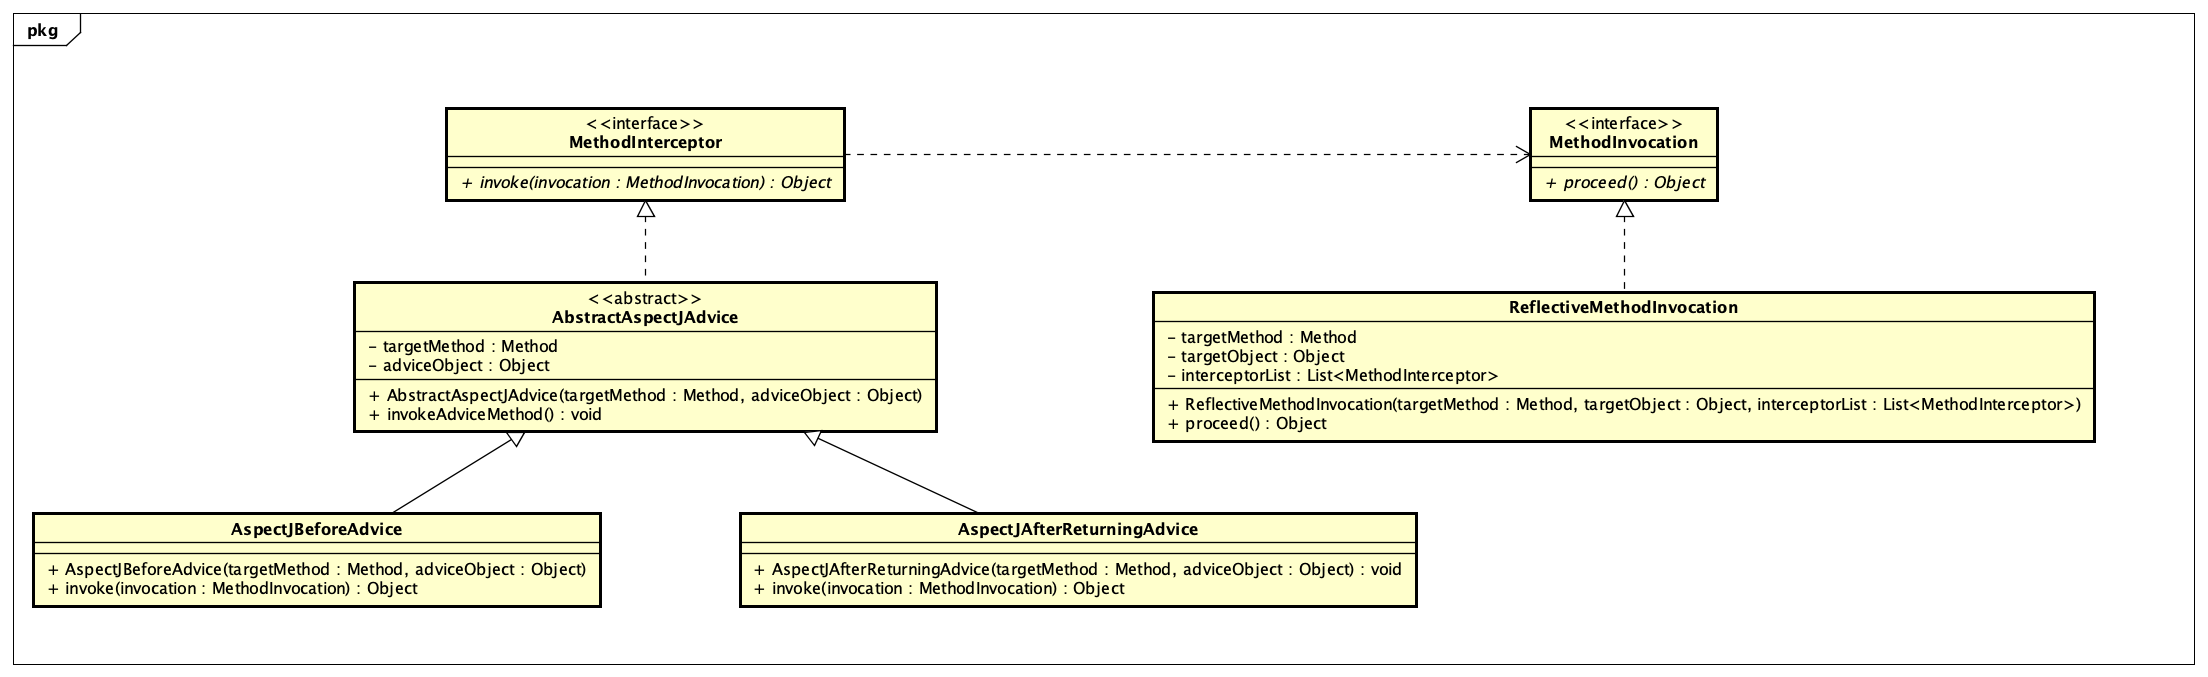 pkg
<<interface>>
MethodInterceptor
+ invoke(invocation : MethodInvocation) : Object
<<interface>>
MethodInvocation
+ proceed() : Object
<<abstract>>
AbstractAspectJAdvice
- targetMethod : Method
- adviceObject : Object
+ AbstractAspectJAdvice(targetMethod : Method, adviceObject : Object)
+ invokeAdviceMethod() : void
ReflectiveMethodInvocation
- targetMethod : Method
- targetObject : Object
- interceptorList : List<MethodInterceptor>
+ ReflectiveMethodInvocation(targetMethod : Method, targetObject : Object, interceptorList : List<MethodInterceptor>)
+ proceed() : Object
AspectJBeforeAdvice
+ AspectJBeforeAdvice(targetMethod : Method, adviceObject : Object)
+ invoke(invocation : MethodInvocation) : Object
AspectJAfterReturningAdvice
+ AspectJAfterReturningAdvice(targetMethod : Method, adviceObject : Object) : void
+ invoke(invocation : MethodInvocation) : Object